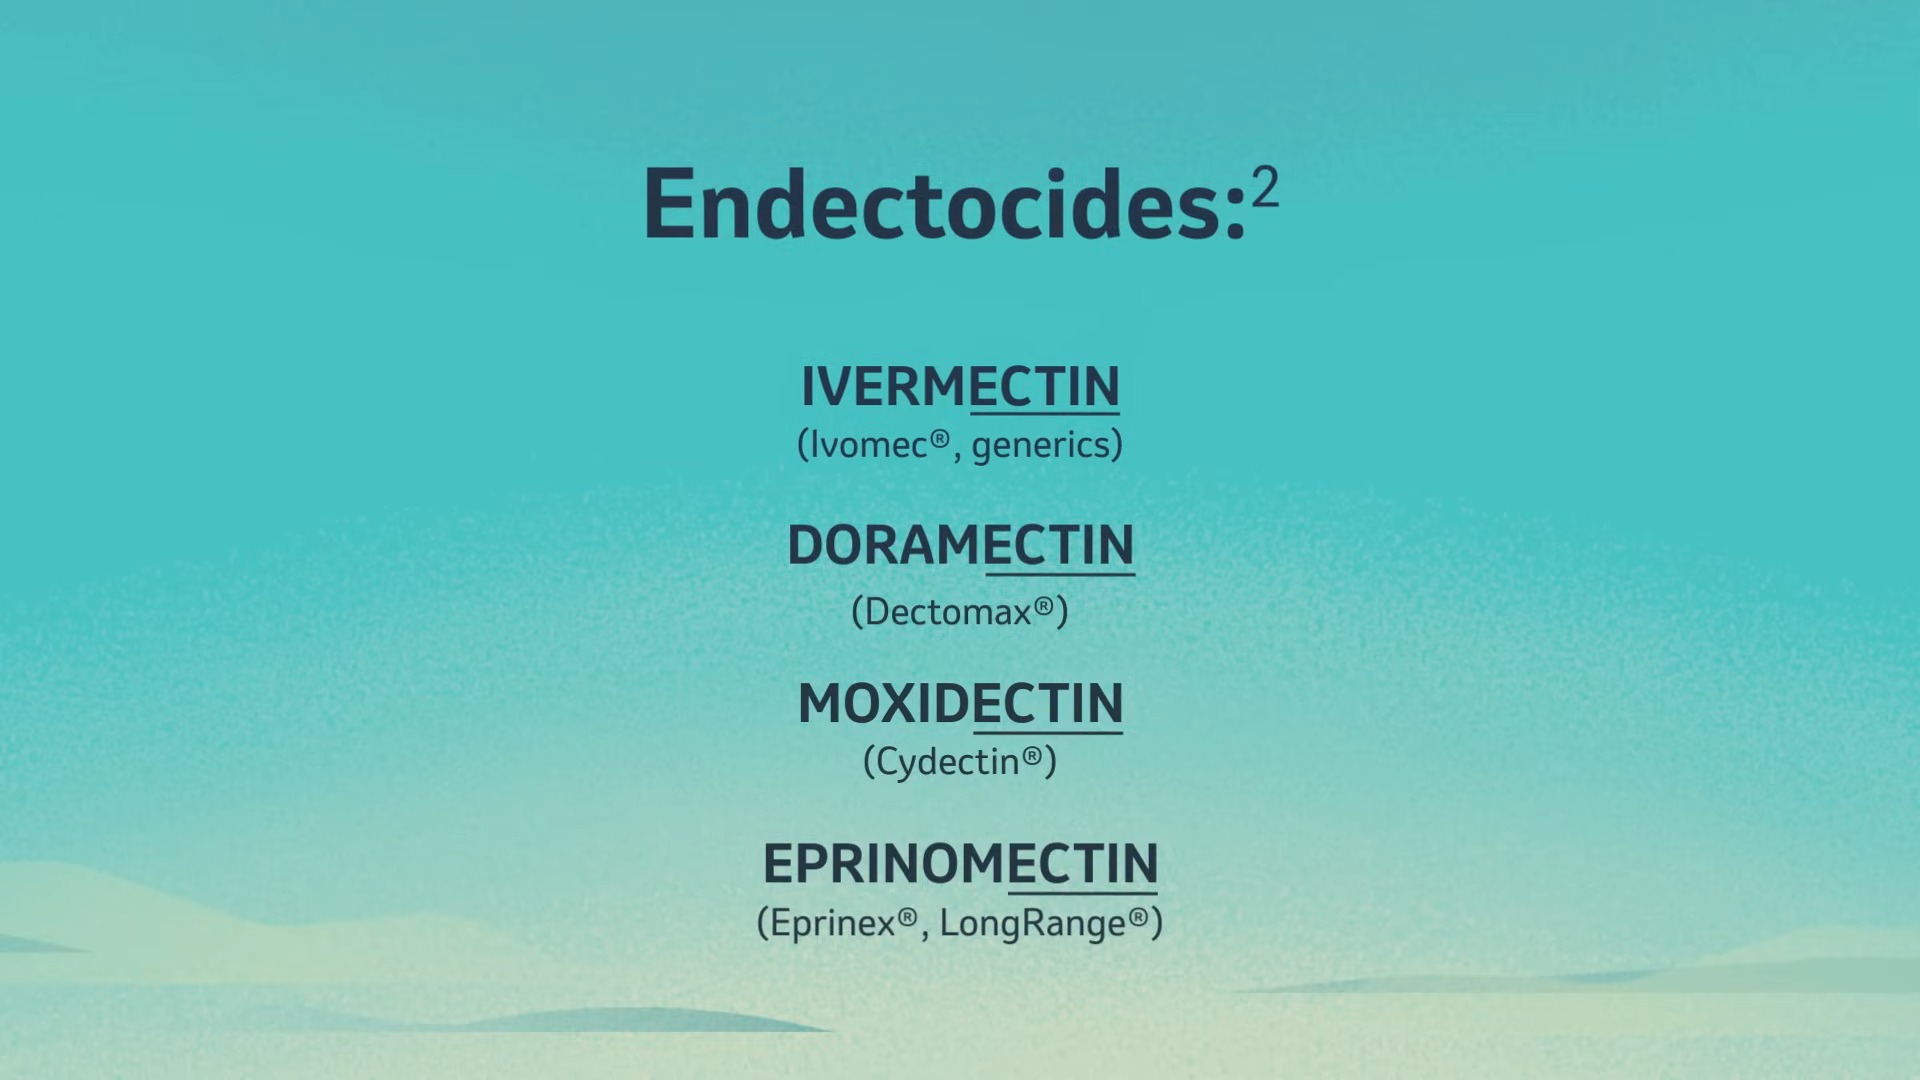 Endectocides:²
IVERMECTIN
(Ivomec®, generics)
DORAMECTIN
(Dectomax®)
MOXIDECTIN
(Cydectin®)
EPRINOMECTIN
(Eprinex®, LongRange®)